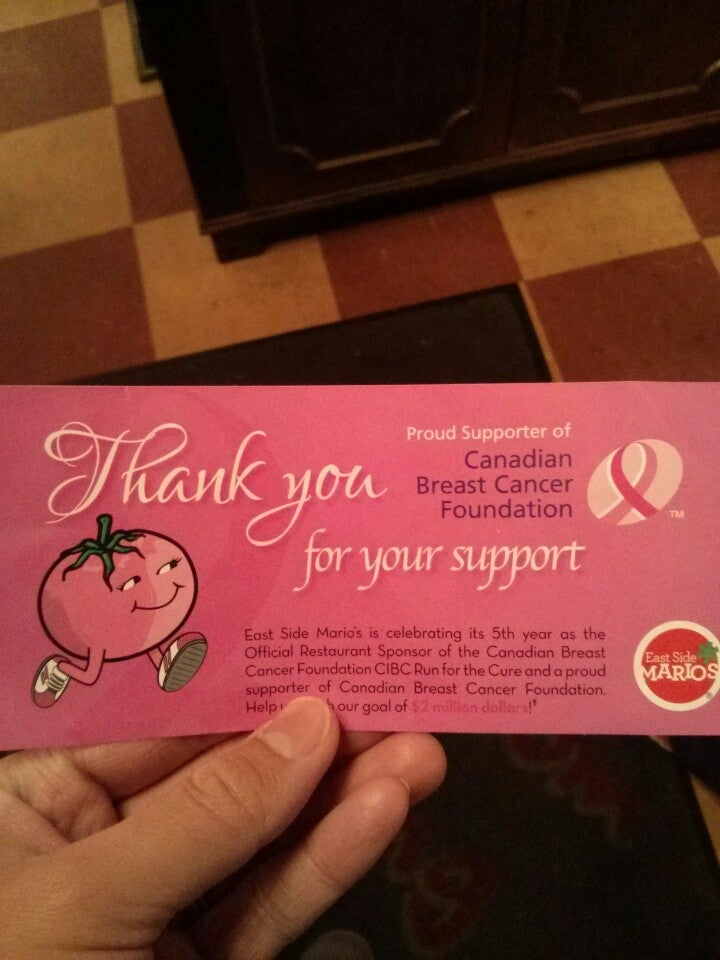 Thank you
for your support
Proud Supporter of
Canadian
Breast Cancer
Foundation
TM
East Side Mario's is celebrating its 5th year as the
Official Restaurant Sponsor of the Canadian Breast
Cancer Foundation CIBC Run for the Cure and a proud
supporter of Canadian Breast Cancer Foundation.
Help our goal of $2 million dollars!†
East Side
MARIO'S